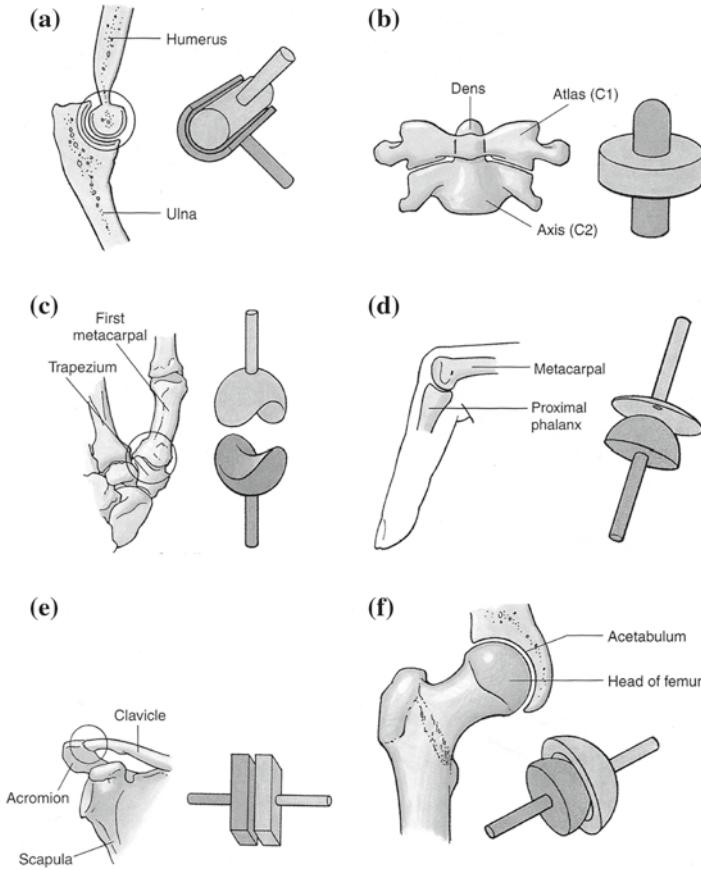 (a)
Humerus
Ulna
(b)
Dens
Atlas (C1)
Axis (C2)
(c)
First
metacarpal
Trapezium
(d)
Metacarpal
Proximal
phalanx
(e)
Clavicle
Acromion
Scapula
(f)
Acetabulum
Head of femur